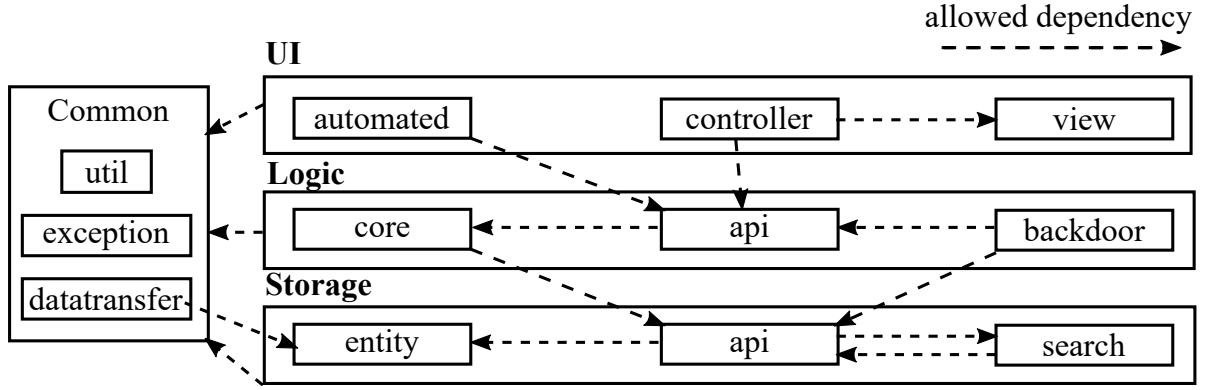 allowed dependency
UI
Common
automated
controller
view
util
Logic
exception
core
api
backdoor
datatransfer
Storage
entity
api
search